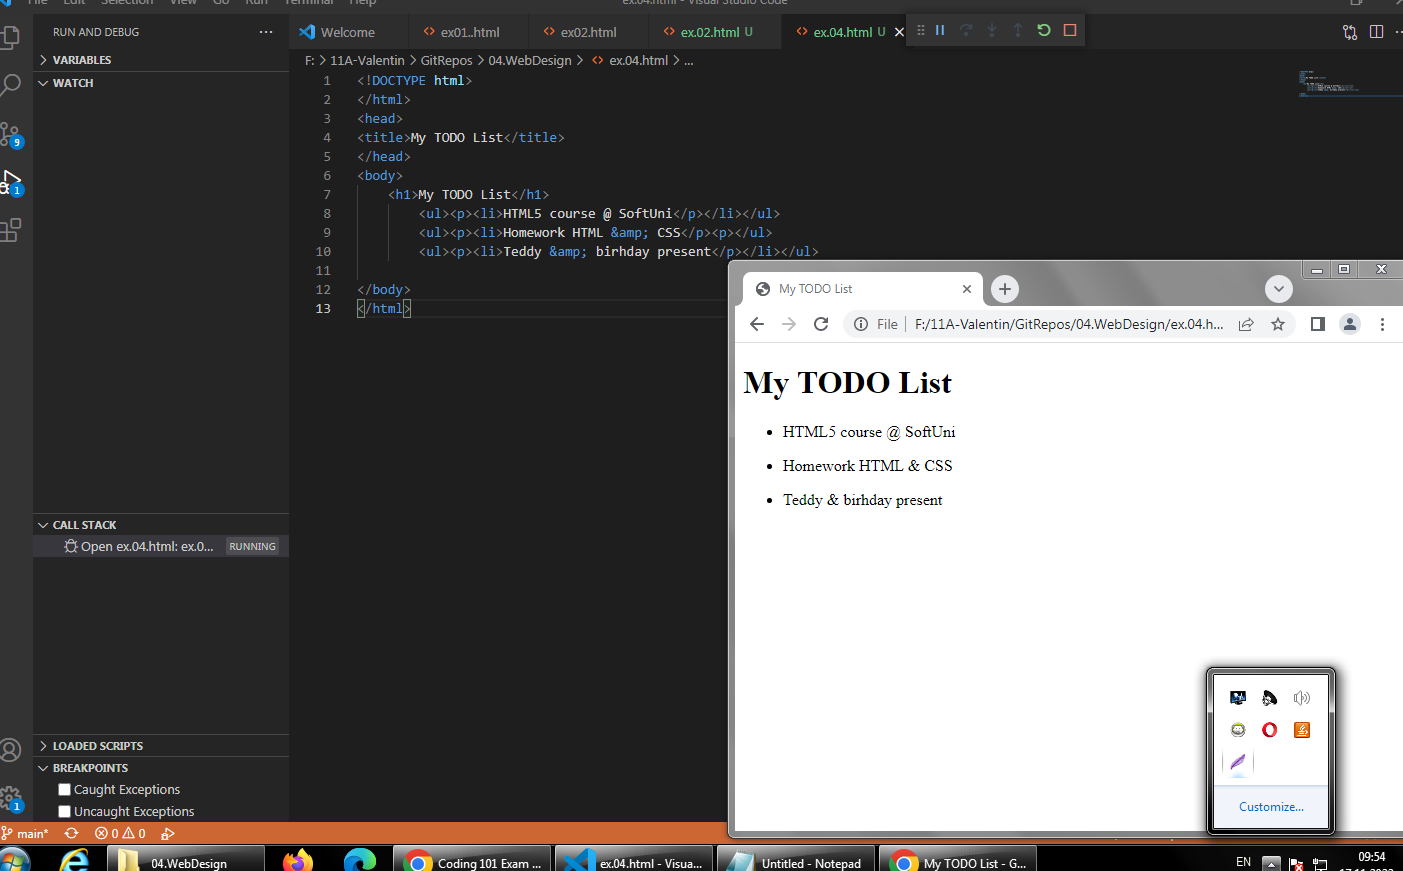 File Edit Selection View Go Run Terminal Help
ex.04.html - Visual Studio Code
RUN AND DEBUG
Welcome
ex01..html
ex02.html
ex.02.html U
ex.04.html U
VARIABLES
WATCH
F: > 11A-Valentin > GitRepos > 04.WebDesign > ex.04.html > ...
1 <!DOCTYPE html>
2 </html>
3 <head>
4 <title>My TODO List</title>
5 </head>
6 <body>
7 <h1>My TODO List</h1>
8 <ul><p><li>HTML5 course @ SoftUni</p></li></ul>
9 <ul><p><li>Homework HTML &amp; CSS</p><p></ul>
10 <ul><p><li>Teddy &amp; birhday present</p></li></ul>
11
12 </body>
13 </html>
9
1
My TODO List
File F:/11A-Valentin/GitRepos/04.WebDesign/ex.04.h...
My TODO List
• HTML5 course @ SoftUni
• Homework HTML & CSS
• Teddy & birhday present
CALL STACK
Open ex.04.html: ex.0... RUNNING
LOADED SCRIPTS
BREAKPOINTS
Caught Exceptions
Uncaught Exceptions
1
Customize...
main* 0 0
04.WebDesign
Coding 101 Exam ...
ex.04.html - Visua...
Untitled - Notepad
My TODO List - G...
EN
09:54